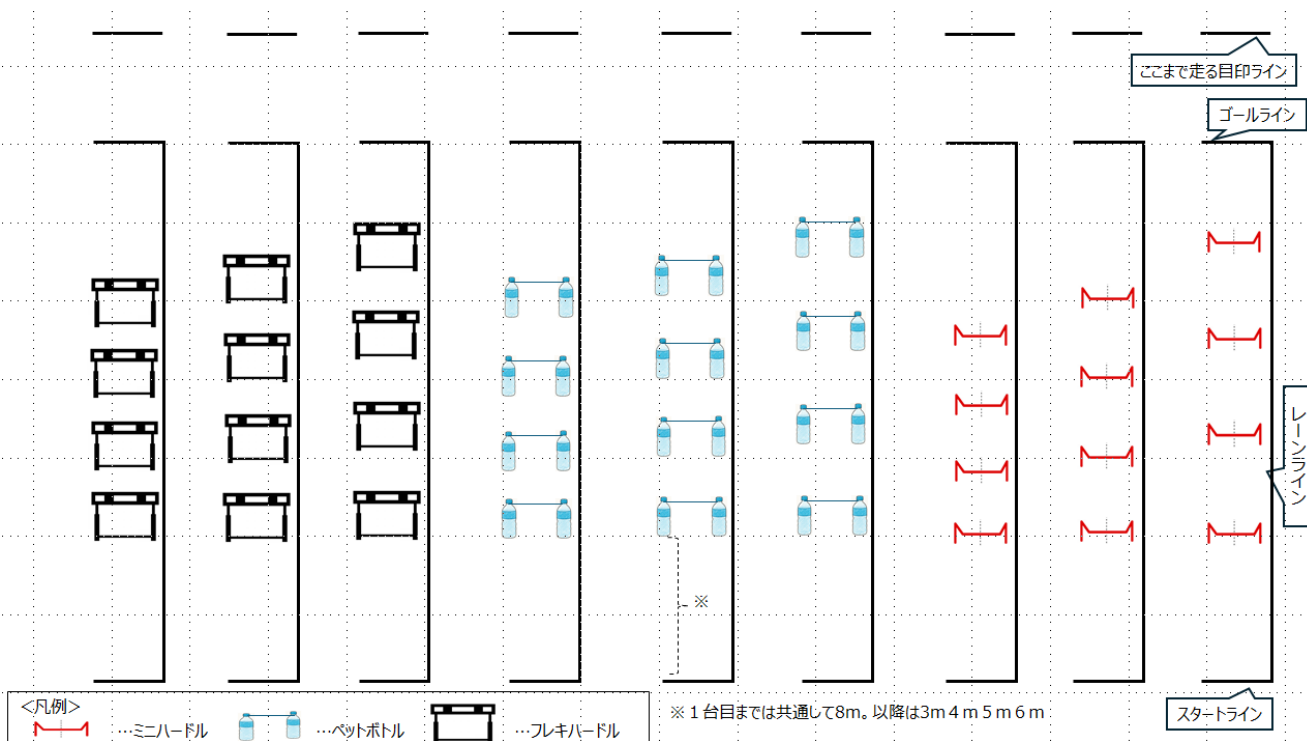 ここまで走る目印ライン
ゴールライン
レーンライン
※
<凡例>
…ミニハードル
…ペットボトル
…フレキハードル
※１台目までは共通して8m。以降は3m４m５m６m
スタートライン